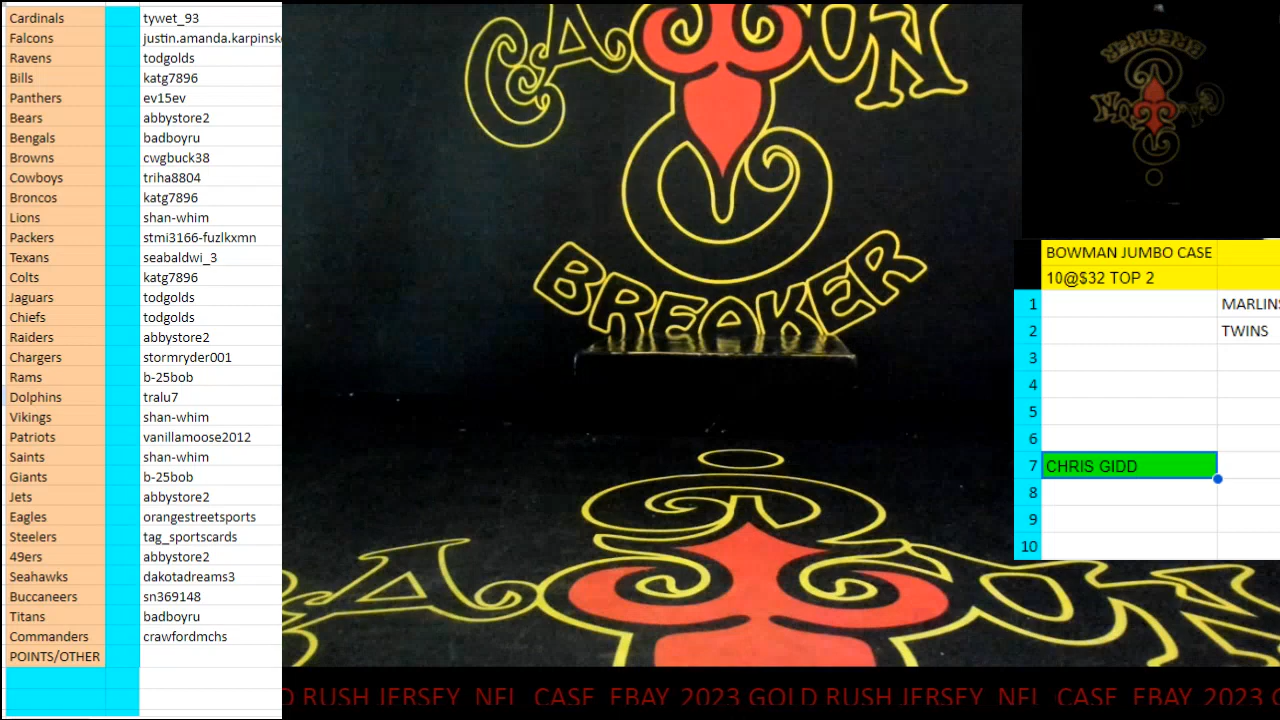 Cardinals tywet_93
Falcons justin.amanda.karpinsk
Ravens todgolds
Bills katg7896
Panthers ev15ev
Bears abbystore2
Bengals badboyru
Browns cwgbuck38
Cowboys triha8804
Broncos katg7896
Lions shan-whim
Packers stmi3166-fuzlkxmn
Texans seabaldwi_3
Colts katg7896
Jaguars todgolds
Chiefs todgolds
Raiders abbystore2
Chargers stormryder001
Rams b-25bob
Dolphins tralu7
Vikings shan-whim
Patriots vanillamoose2012
Saints shan-whim
Giants b-25bob
Jets abbystore2
Eagles orangestreetsports
Steelers tag_sportscards
49ers abbystore2
Seahawks dakotadreams3
Buccaneers sn369148
Titans badboyru
Commanders crawfordmchs
POINTS/OTHER
BREAKER
BREAKER
BOWMAN JUMBO CASE
10@$32 TOP 2
1 MARLINS
2 TWINS
3
4
5
6
7 CHRIS GIDD
8
9
10
D RUSH JERSEY NFL CASE EBAY 2023 GOLD RUSH JERSEY NFL CASE EBAY 2023 G